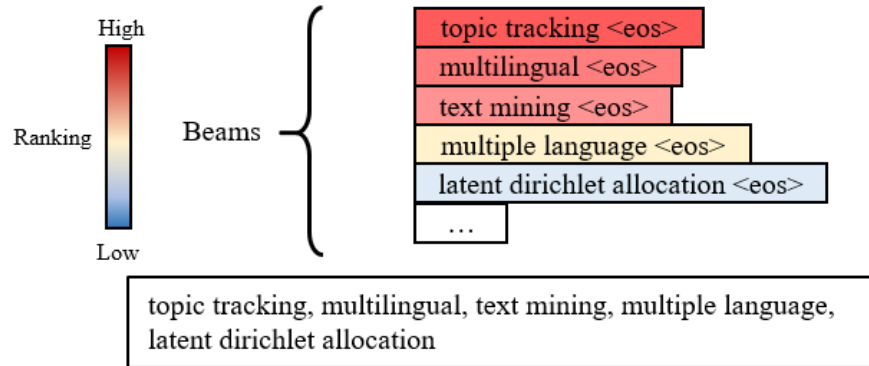 High
Ranking
Low
Beams
topic tracking <eos>
multilingual <eos>
text mining <eos>
multiple language <eos>
latent dirichlet allocation <eos>
...
topic tracking, multilingual, text mining, multiple language,
latent dirichlet allocation